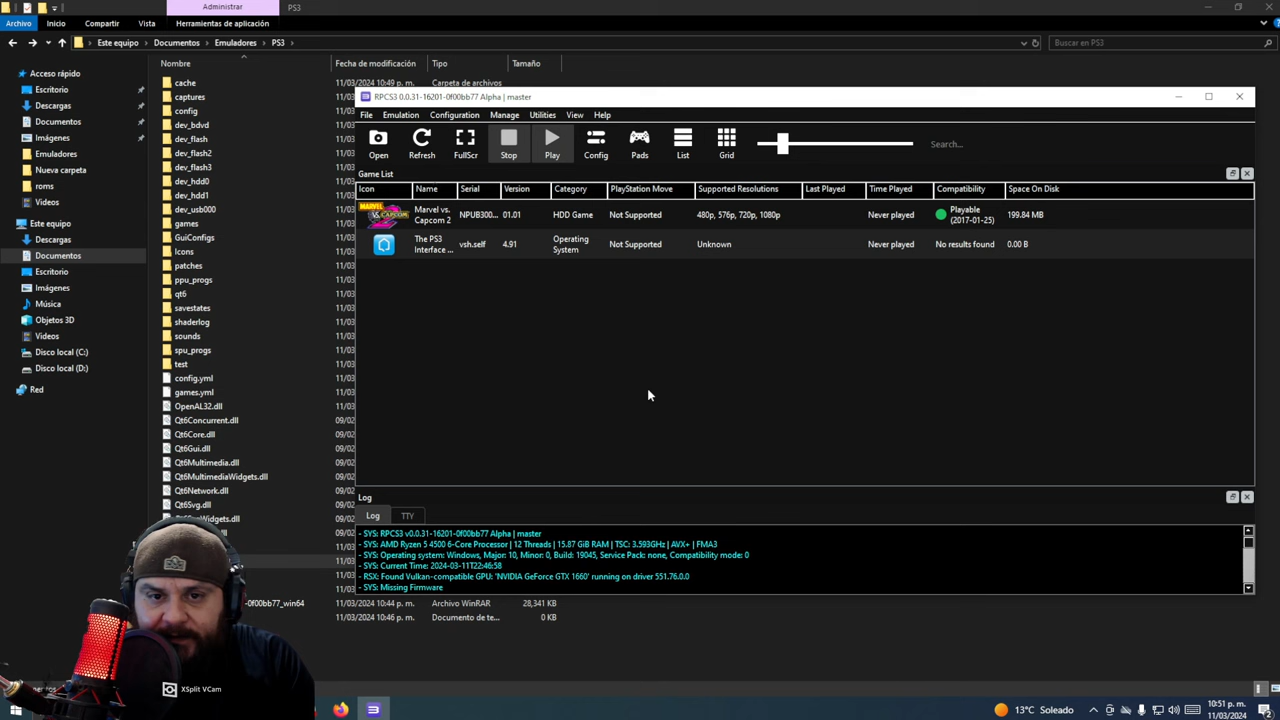 Administrar
PS3
Archivo Inicio Compartir Vista Herramientas de aplicación
Este equipo Documentos Emuladores PS3
Buscar en PS3
Nombre Fecha de modificación Tipo Tamaño
Acceso rápido
Escritorio
Descargas
Documentos
Imágenes
Emuladores
Nueva carpeta
roms
Videos
Este equipo
Descargas
Documentos
Escritorio
Imágenes
Música
Objetos 3D
Videos
Disco local (C:)
Disco local (D:)
Red
cache 11/03/2024 10:49 p. m. Carpeta de archivos
captures
config
dev_bdvd
dev_flash
dev_flash2
dev_flash3
dev_hdd0
dev_hdd1
dev_usb000
games
GuiConfigs
Icons
patches
ppu_progs
qt6
savestates
shaderlog
sounds
spu_progs
test
config.yml
games.yml
OpenAL32.dll
Qt6Concurrent.dll
Qt6Core.dll
Qt6Gui.dll
Qt6Multimedia.dll
Qt6MultimediaWidgets.dll
Qt6Network.dll
Qt6Svg.dll
-0f00bb77_win64 11/03/2024 10:44 p. m. Archivo WinRAR 28,341 KB
11/03/2024 10:46 p. m. Documento de te... 0 KB
RPCS3 0.0.31-16201-0f00bb77 Alpha | master
File Emulation Configuration Manage Utilities View Help
Open Refresh FullScr Stop Play Config Pads List Grid Search...
Game List
Icon Name Serial Version Category PlayStation Move Supported Resolutions Last Played Time Played Compatibility Space On Disk
MARVEL VS. CAPCOM 2
Marvel vs. Capcom 2 NPUB300... 01.01 HDD Game Not Supported 480p, 576p, 720p, 1080p Never played Playable (2017-01-25) 199.84 MB
The PS3 Interface ... vsh.self 4.91 Operating System Not Supported Unknown Never played No results found 0.00 B
Log
Log TTY
- SYS: RPCS3 v0.0.31-16201-0f00bb77 Alpha | master
- SYS: AMD Ryzen 5 4500 6-Core Processor | 12 Threads | 15.87 GiB RAM | TSC: 3.593GHz | AVX+ | FMA3
- SYS: Operating system: Windows, Major: 10, Minor: 0, Build: 19045, Service Pack: none, Compatibility mode: 0
- SYS: Current Time: 2024-03-11T22:46:58
- RSX: Found Vulkan-compatible GPU: 'NVIDIA GeForce GTX 1660' running on driver 551.76.0.0
- SYS: Missing Firmware
XSplit VCam
13°C Soleado
10:51 p. m.
11/03/2024